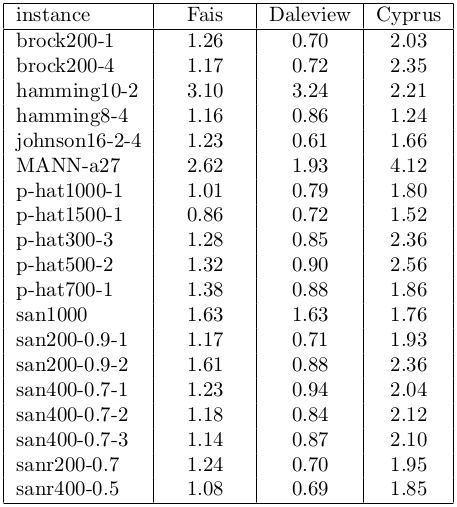 instance Fais Daleview Cyprus
brock200-1 1.26 0.70 2.03
brock200-4 1.17 0.72 2.35
hamming10-2 3.10 3.24 2.21
hamming8-4 1.16 0.86 1.24
johnson16-2-4 1.23 0.61 1.66
MANN-a27 2.62 1.93 4.12
p-hat1000-1 1.01 0.79 1.80
p-hat1500-1 0.86 0.72 1.52
p-hat300-3 1.28 0.85 2.36
p-hat500-2 1.32 0.90 2.56
p-hat700-1 1.38 0.88 1.86
san1000 1.63 1.63 1.76
san200-0.9-1 1.17 0.71 1.93
san200-0.9-2 1.61 0.88 2.36
san400-0.7-1 1.23 0.94 2.04
san400-0.7-2 1.18 0.84 2.12
san400-0.7-3 1.14 0.87 2.10
sanr200-0.7 1.24 0.70 1.95
sanr400-0.5 1.08 0.69 1.85